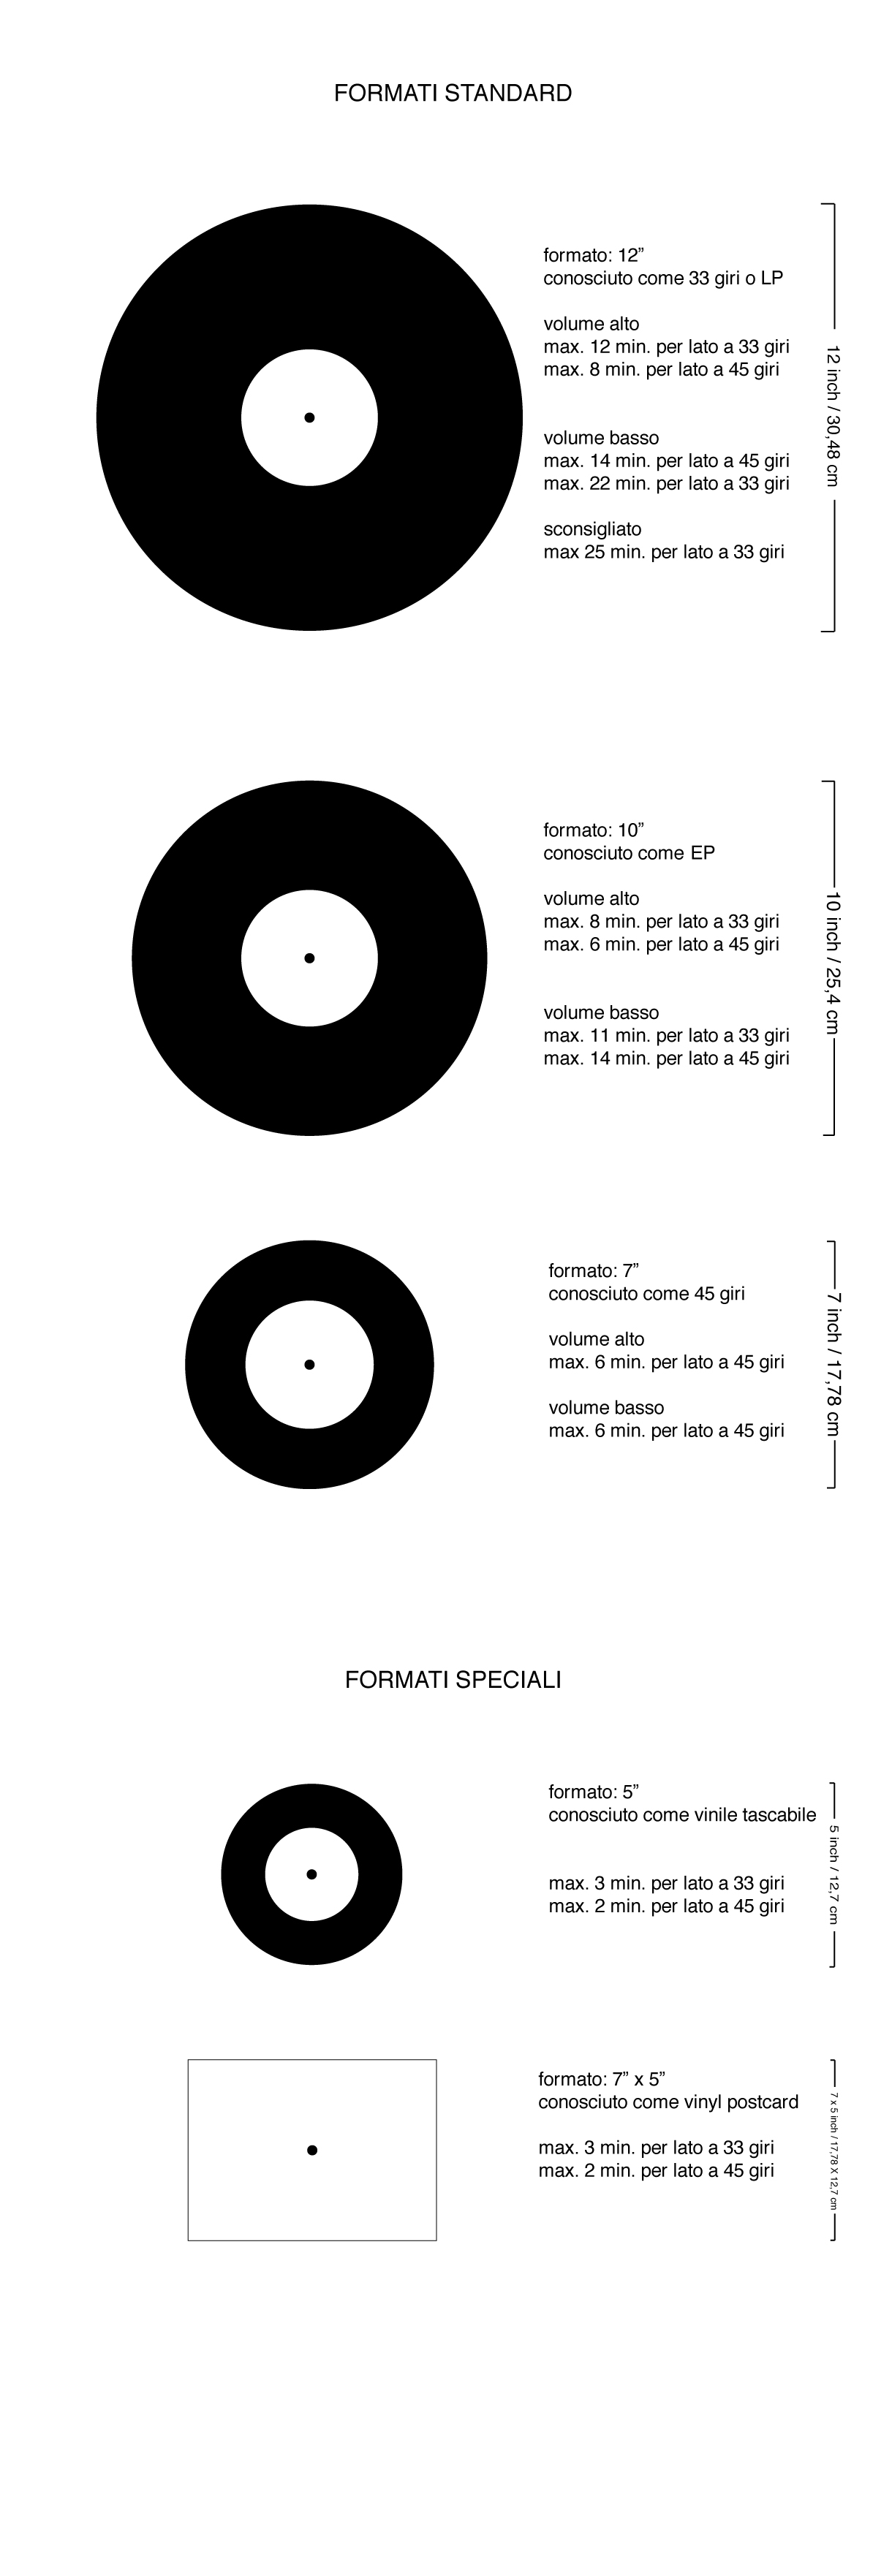 FORMATI STANDARD
formato: 12”
conosciuto come 33 giri o LP
volume alto
max. 12 min. per lato a 33 giri
max. 8 min. per lato a 45 giri
volume basso
max. 14 min. per lato a 45 giri
max. 22 min. per lato a 33 giri
sconsigliato
max 25 min. per lato a 33 giri
12 inch / 30,48 cm
formato: 10”
conosciuto come EP
volume alto
max. 8 min. per lato a 33 giri
max. 6 min. per lato a 45 giri
volume basso
max. 11 min. per lato a 33 giri
max. 14 min. per lato a 45 giri
10 inch / 25,4 cm
formato: 7”
conosciuto come 45 giri
volume alto
max. 6 min. per lato a 45 giri
volume basso
max. 6 min. per lato a 45 giri
7 inch / 17,78 cm
FORMATI SPECIALI
formato: 5”
conosciuto come vinile tascabile
max. 3 min. per lato a 33 giri
max. 2 min. per lato a 45 giri
5 inch / 12,7 cm
formato: 7” x 5”
conosciuto come vinyl postcard
max. 3 min. per lato a 33 giri
max. 2 min. per lato a 45 giri
7 x 5 inch / 17,78 X 12,7 cm